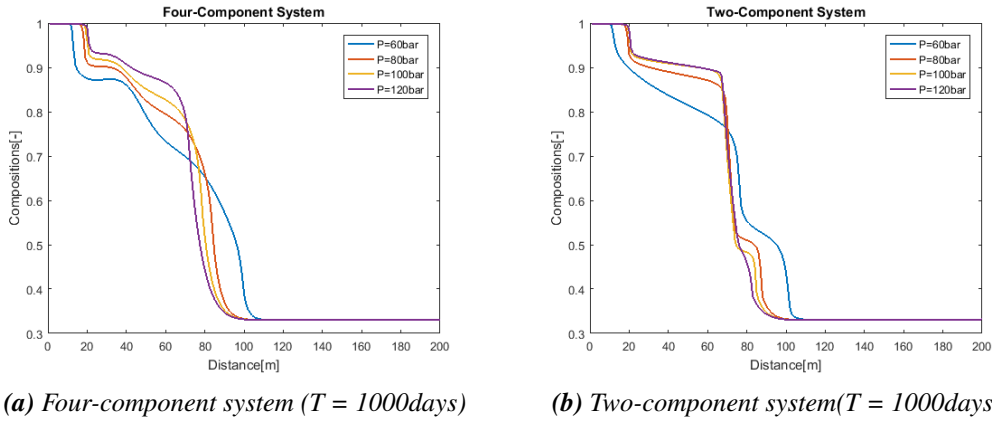 Four-Component System
1
0.9
0.8
0.7
0.6
0.5
0.4
0.3
Compositions[-]
P=60bar
P=80bar
P=100bar
P=120bar
0 20 40 60 80 100 120 140 160 180 200
Distance[m]
(a) Four-component system (T = 1000days)
Two-Component System
1
0.9
0.8
0.7
0.6
0.5
0.4
0.3
Compositions[-]
P=60bar
P=80bar
P=100bar
P=120bar
0 20 40 60 80 100 120 140 160 180 200
Distance[m]
(b) Two-component system(T = 1000days